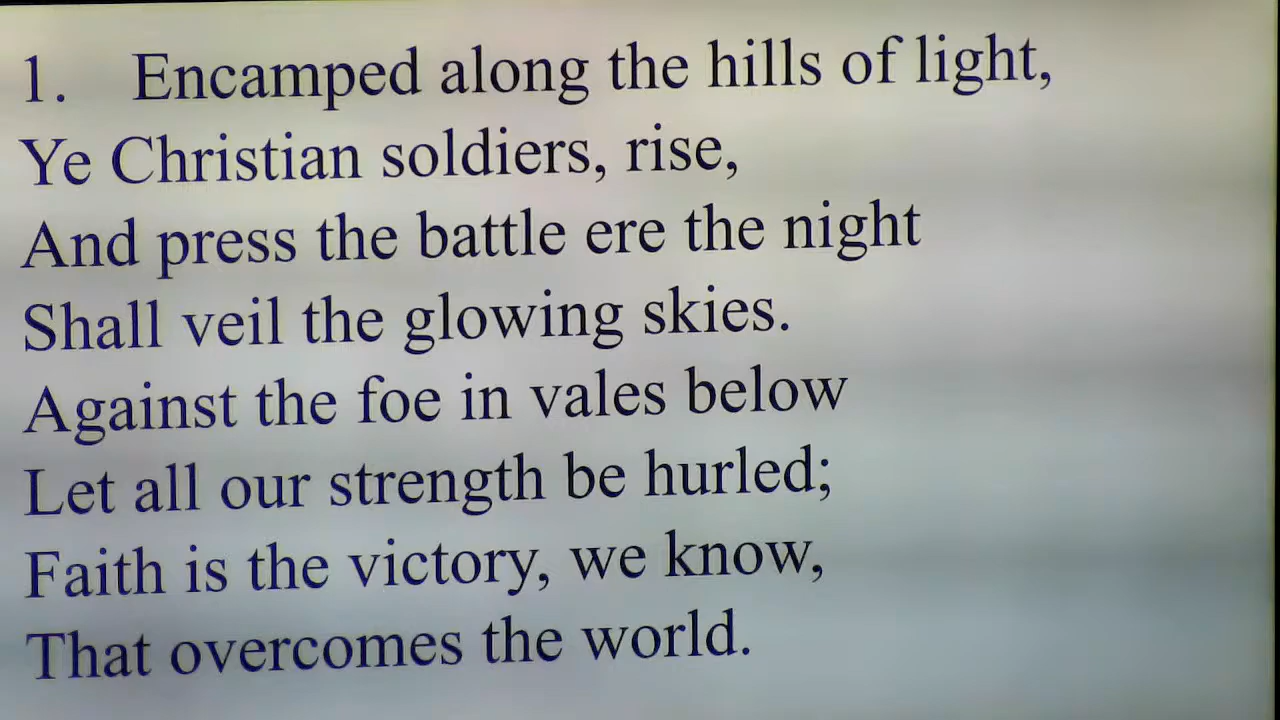 1. Encamped along the hills of light,
Ye Christian soldiers, rise,
And press the battle ere the night
Shall veil the glowing skies.
Against the foe in vales below
Let all our strength be hurled;
Faith is the victory, we know,
That overcomes the world.